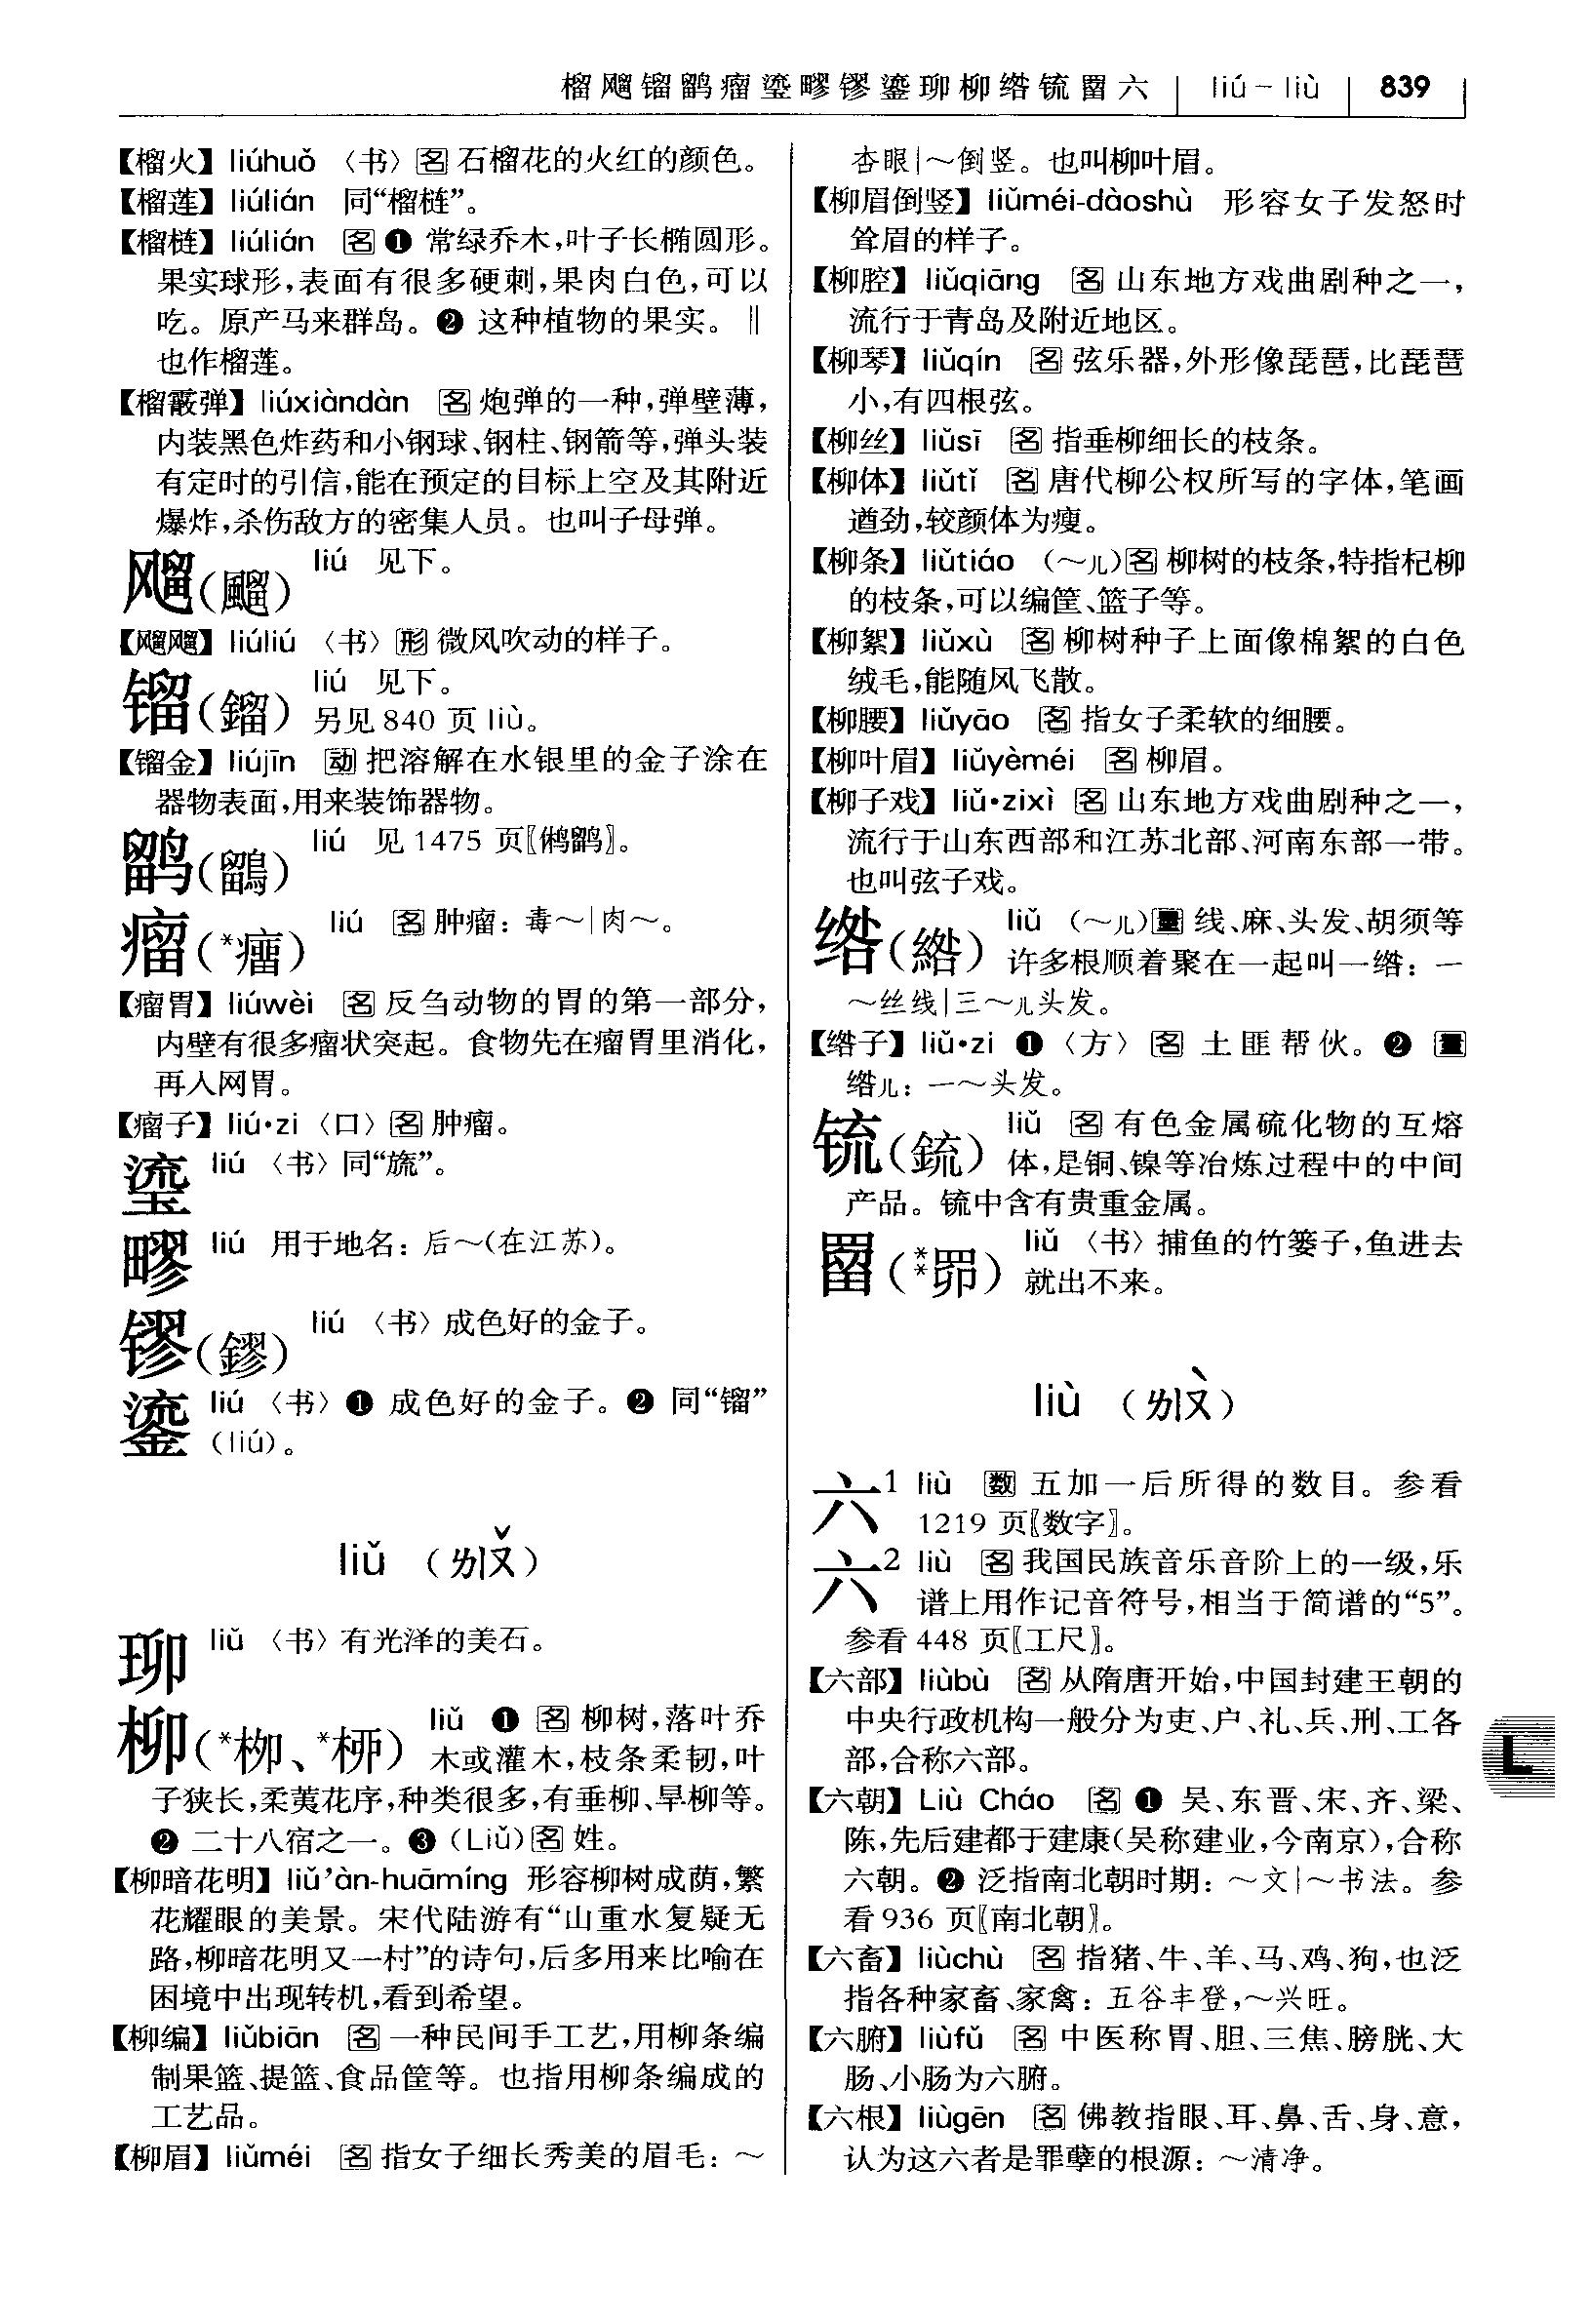 榴飗镏鹠瘤瑬疁镠鎏珋柳绺锍罶六 liú－liù 839
【榴火】liúhuǒ 〈书〉名 石榴花的火红的颜色。
【榴莲】liúlián 同“榴梿”。
【榴梿】liúlián 名 ❶ 常绿乔木，叶子长椭圆形。
果实球形，表面有很多硬刺，果肉白色，可以
吃。原产马来群岛。❷ 这种植物的果实。‖
也作榴莲。
【榴霰弹】liúxiàndàn 名 炮弹的一种，弹壁薄，
内装黑色炸药和小钢球、钢柱、钢箭等，弹头装
有定时的引信，能在预定的目标上空及其附近
爆炸，杀伤敌方的密集人员。也叫子母弹。
飗（飀） liú 见下。
【飗飗】liúliú 〈书〉形 微风吹动的样子。
镏（鎦） liú 见下。
另见 840 页 liù。
【镏金】liújīn 动 把溶解在水银里的金子涂在
器物表面，用来装饰器物。
鹠（鶹） liú 见 1475 页〖鸺鹠〗。
瘤（*癅） liú 名 肿瘤：毒～｜肉～。
【瘤胃】liúwèi 名 反刍动物的胃的第一部分，
内壁有很多瘤状突起。食物先在瘤胃里消化，
再入网胃。
【瘤子】liú•zi 〈口〉名 肿瘤。
瑬 liú 〈书〉同“旒”。
疁 liú 用于地名：后～（在江苏）。
镠（鏐） liú 〈书〉成色好的金子。
鎏 liú 〈书〉❶ 成色好的金子。❷ 同“镏”
（liú）。
liǔ （ㄌㄧㄡˇ）
珋 liǔ 〈书〉有光泽的美石。
柳（*栁、*桺） liǔ ❶ 名 柳树，落叶乔
木或灌木，枝条柔韧，叶
子狭长，柔荑花序，种类很多，有垂柳、旱柳等。
❷ 二十八宿之一。❸（Liǔ）名 姓。
【柳暗花明】liǔ’àn-huāmíng 形容柳树成荫，繁
花耀眼的美景。宋代陆游有“山重水复疑无
路，柳暗花明又一村”的诗句，后多用来比喻在
困境中出现转机，看到希望。
【柳编】liǔbiān 名 一种民间手工艺，用柳条编
制果篮、提篮、食品筐等。也指用柳条编成的
工艺品。
【柳眉】liǔméi 名 指女子细长秀美的眉毛：～
杏眼｜～倒竖。也叫柳叶眉。
【柳眉倒竖】liǔméi-dàoshù 形容女子发怒时
耸眉的样子。
【柳腔】liǔqiāng 名 山东地方戏曲剧种之一，
流行于青岛及附近地区。
【柳琴】liǔqín 名 弦乐器，外形像琵琶，比琵琶
小，有四根弦。
【柳丝】liǔsī 名 指垂柳细长的枝条。
【柳体】liǔtǐ 名 唐代柳公权所写的字体，笔画
遒劲，较颜体为瘦。
【柳条】liǔtiáo （～儿）名 柳树的枝条，特指杞柳
的枝条，可以编筐、篮子等。
【柳絮】liǔxù 名 柳树种子上面像棉絮的白色
绒毛，能随风飞散。
【柳腰】liǔyāo 名 指女子柔软的细腰。
【柳叶眉】liǔyèméi 名 柳眉。
【柳子戏】liǔ•zixì 名 山东地方戏曲剧种之一，
流行于山东西部和江苏北部、河南东部一带。
也叫弦子戏。
绺（綹） liǔ （～儿）量 线、麻、头发、胡须等
许多根顺着聚在一起叫一绺：一
～丝线｜三～儿头发。
【绺子】liǔ•zi ❶〈方〉名 土匪帮伙。❷ 量
绺儿：一～头发。
锍（鋶） liǔ 名 有色金属硫化物的互熔
体，是铜、镍等冶炼过程中的中间
产品。锍中含有贵重金属。
罶（**罞） liǔ 〈书〉捕鱼的竹篓子，鱼进去
就出不来。
liù （ㄌㄧㄡˋ）
六¹ liù 数 五加一后所得的数目。参看
1219 页〖数字〗。
六² liù 名 我国民族音乐音阶上的一级，乐
谱上用作记音符号，相当于简谱的“5”。
参看 448 页〖工尺〗。
【六部】liùbù 名 从隋唐开始，中国封建王朝的
中央行政机构一般分为吏、户、礼、兵、刑、工各
部，合称六部。
【六朝】Liù Cháo 名 ❶ 吴、东晋、宋、齐、梁、
陈，先后建都于建康（吴称建业，今南京），合称
六朝。❷ 泛指南北朝时期：～文｜～书法。参
看 936 页〖南北朝〗。
【六畜】liùchù 名 指猪、牛、羊、马、鸡、狗，也泛
指各种家畜、家禽：五谷丰登，～兴旺。
【六腑】liùfǔ 名 中医称胃、胆、三焦、膀胱、大
肠、小肠为六腑。
【六根】liùgēn 名 佛教指眼、耳、鼻、舌、身、意，
认为这六者是罪孽的根源：～清净。
L